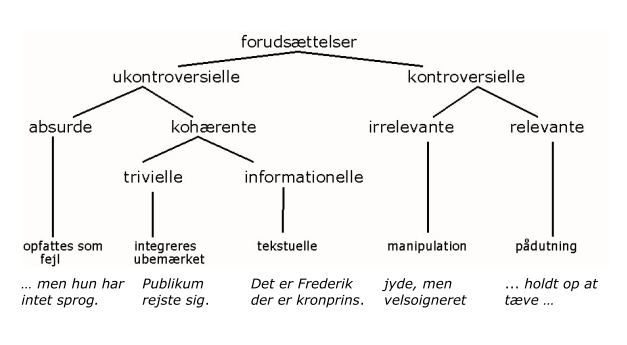 forudsættelser
ukontroversielle
kontroversielle
absurde
kohærente
irrelevante
relevante
trivielle
informationelle
opfattes som
fejl
integreres
ubemærket
tekstuelle
manipulation
pådutning
… men hun har
intet sprog.
Publikum
rejste sig.
Det er Frederik
der er kronprins.
jyde, men
velsoigneret
... holdt op at
tæve …